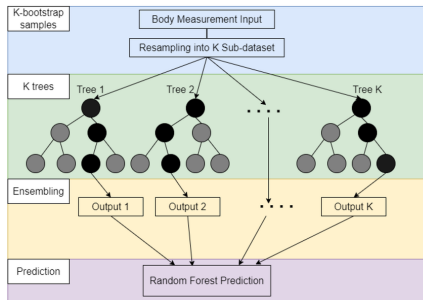 K-bootstrap
samples
Body Measurement Input
Resampling into K Sub-dataset
K trees
Tree 1
Tree 2
Tree K
. . . .
Ensembling
Output 1
Output 2
. . . .
Output K
Prediction
Random Forest Prediction